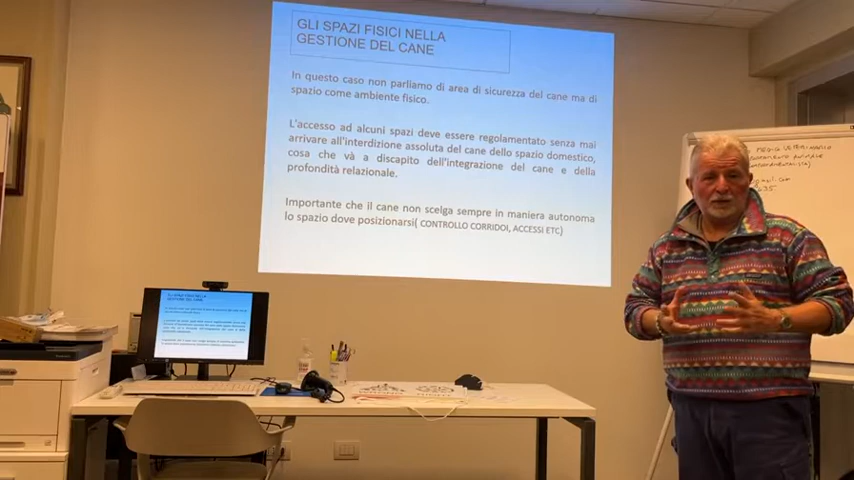 GLI SPAZI FISICI NELLA
GESTIONE DEL CANE
In questo caso non parliamo di area di sicurezza del cane ma di
spazio come ambiente fisico.
L'accesso ad alcuni spazi deve essere regolamentato senza mai
arrivare all'interdizione assoluta del cane dello spazio domestico,
cosa che và a discapito dell'integrazione del cane e della
profondità relazionale.
Importante che il cane non scelga sempre in maniera autonoma
lo spazio dove posizionarsi( CONTROLLO CORRIDOI, ACCESSI ETC)
MEDICO VETERINARIO